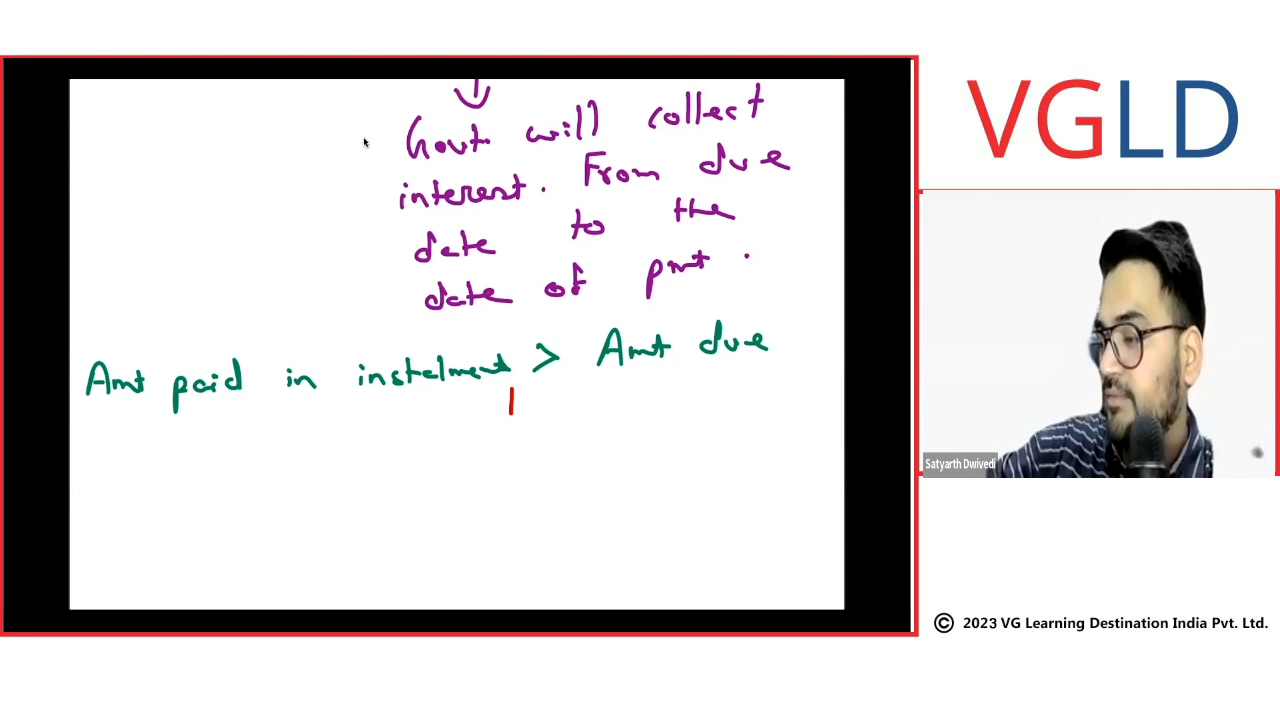 Govt. will collect
interest. From due
date to the
date of pmt.
Amt paid in instalment > Amt due
VGLD
Satyarth Dwivedi
© 2023 VG Learning Destination India Pvt. Ltd.